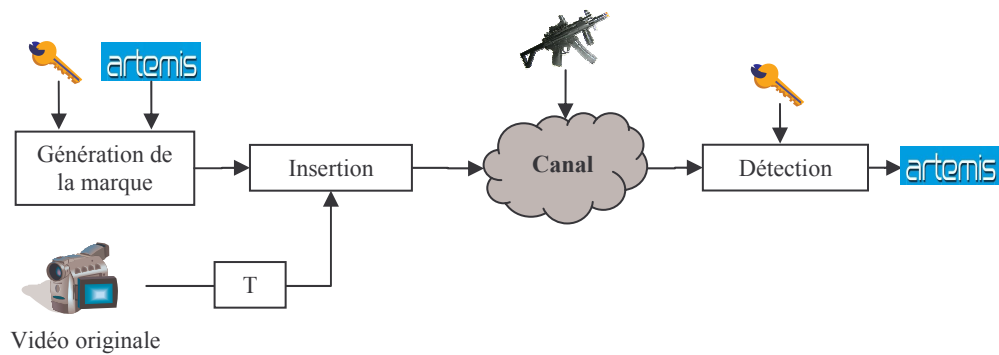 artemis
Génération de
la marque
Insertion
Canal
Détection
artemis
T
Vidéo originale